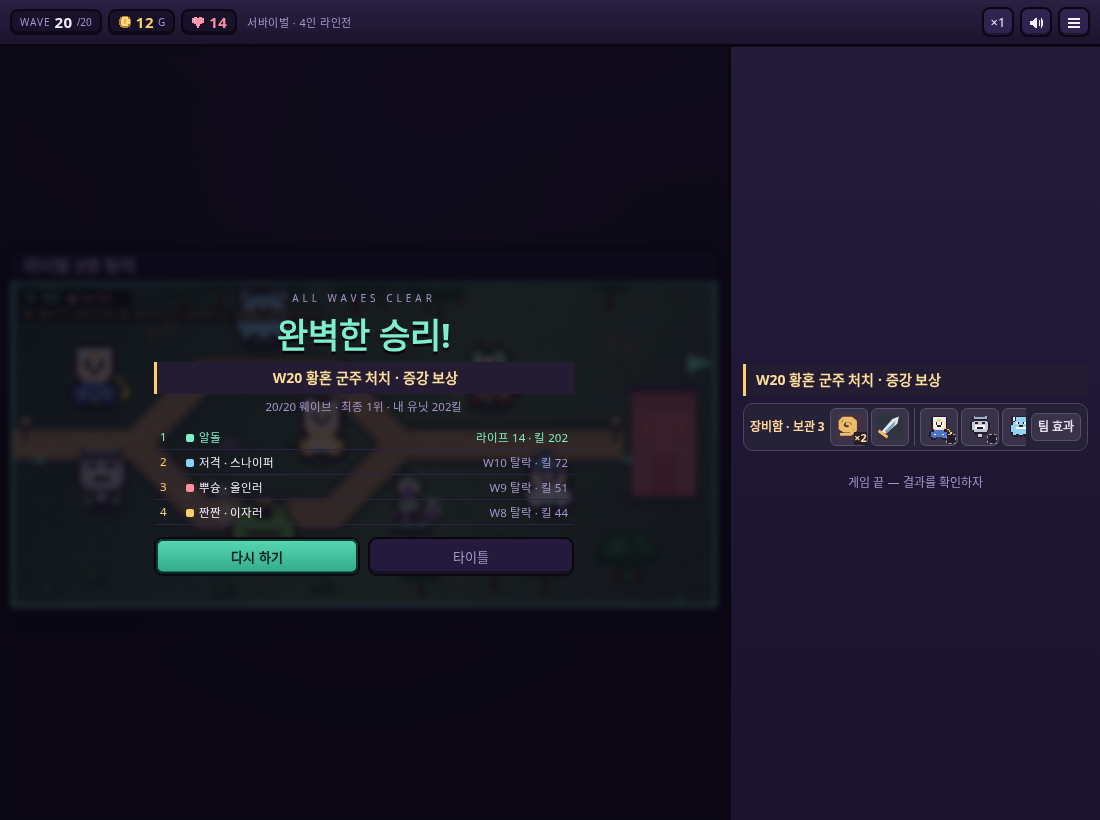 WAVE 20 /20 12 G 14 서바이벌 · 4인 라인전 ×1
ALL WAVES CLEAR
완벽한 승리!
W20 황혼 군주 처치 · 증강 보상
20/20 웨이브 · 최종 1위 · 내 유닛 202킬
1 알돌 라이프 14 · 킬 202
2 저격 · 스나이퍼 W10 탈락 · 킬 72
3 뿌슝 · 올인러 W9 탈락 · 킬 51
4 짠짠 · 이자러 W8 탈락 · 킬 44
다시 하기 타이틀
W20 황혼 군주 처치 · 증강 보상
장비함 · 보관 3 ×2 팀 효과
게임 끝 — 결과를 확인하자